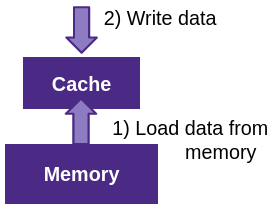 2) Write data
Cache
1) Load data from
memory
Memory